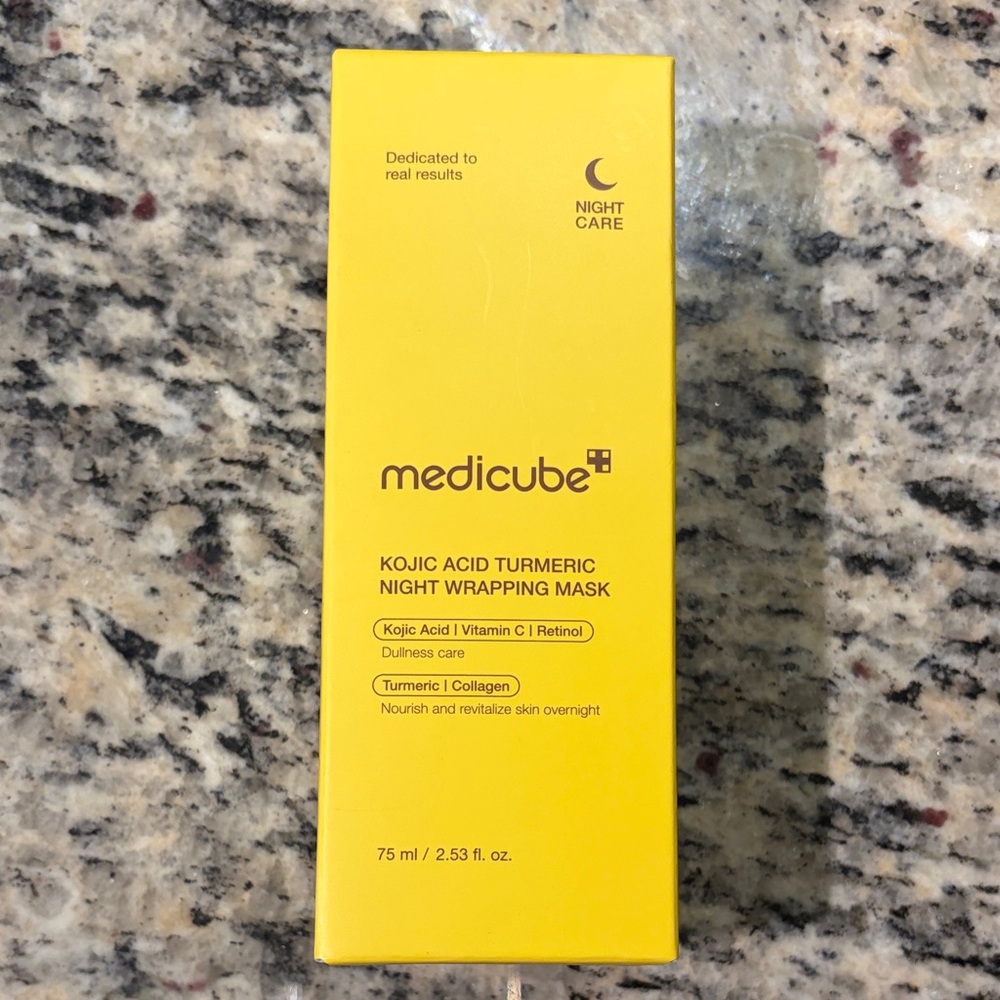 Dedicated to
real results
NIGHT
CARE
medicube
KOJIC ACID TURMERIC
NIGHT WRAPPING MASK
Kojic Acid | Vitamin C | Retinol
Dullness care
Turmeric | Collagen
Nourish and revitalize skin overnight
75 ml / 2.53 fl. oz.